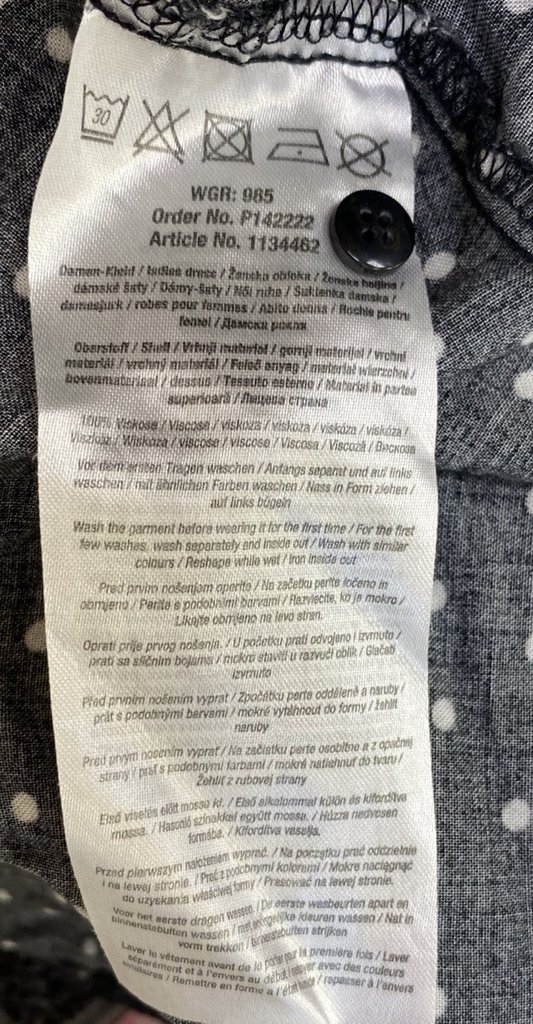 30
WGR: 985
Order No. P142222
Article No. 1134462
Damen-Kleid / ladies dress / Ženska obleka / Ženska haljina /
dámské šaty / Dámy-šaty / Női ruha / Sukienka damska /
damesjurk / robes pour femmes / Abito donna / Rochie pentru
femei / Дамски рокля
Oberstoff / Shell / Vrhnji material / gornji materijal / vrchní
materiál / vrchný materiál / Felső anyag / materiał wierzchni /
bovenmateriaal / dessus / Tessuto esterno / Material in partea
superioară / Лицева страна
100% Viskose / Viscose / viskoza / viskoza / viskóza / viskóza /
Viszkóz / Wiskoza / viscose / viscose / Viscosa / Viscoză / Вискоза
Vor dem ersten Tragen waschen / Anfangs separat und auf links
waschen / mit ähnlichen Farben waschen / Nass in Form ziehen /
auf links bügeln
Wash the garment before wearing it for the first time / For the first
few washes, wash separately and inside out / Wash with similar
colours / Reshape while wet / Iron inside out
Pred prvim nošenjem operite / Na začetku perite ločeno in
obrnjeno / Perite s podobnimi barvami / Raztegnite, ko je mokro /
Likajte obrnjeno na levo stran.
Oprati prije prvog nošenja. / U početku prati odvojeno i izvrnuto /
prati sa sličnim bojama / mokro staviti u razvući oblik / Glačati
izvrnuto
Před prvním nošením vyprat / Zpočátku perte odděleně a naruby /
prát s podobnými barvami / mokré vytáhnout do formy / žehlit
naruby
Pred prvým nosením vyprať / Na začiatku perte osobitne a z opačnej
strany / prať s podobnými farbami / mokré natiahnuť do tvaru /
Žehliť z rubovej strany
Első viselés előtt mossa ki. / Első alkalommal külön és kifordítva
mossa. / Hasonló színekkel együtt mossa. / Húzza nedvesen
formába. / Kifordítva vasalja.
Przed pierwszym nałożeniem wyprać. / Na początku prać oddzielnie
i na lewej stronie. / Prać z podobnymi kolorami / Mokre naciągnąć
do uzyskania właściwej formy / Prasować na lewej stronie.
Voor het eerste dragen wassen / De eerste wasbeurten apart en
binnenstebuiten wassen / met soortgelijke kleuren wassen / Nat in
vorm trekken / binnenstebuiten strijken
Laver le vêtement avant de le porter pour la première fois / Laver
séparément et à l'envers au début / laver avec des couleurs
similaires / Remettre en forme à l'état humide / repasser à l'envers